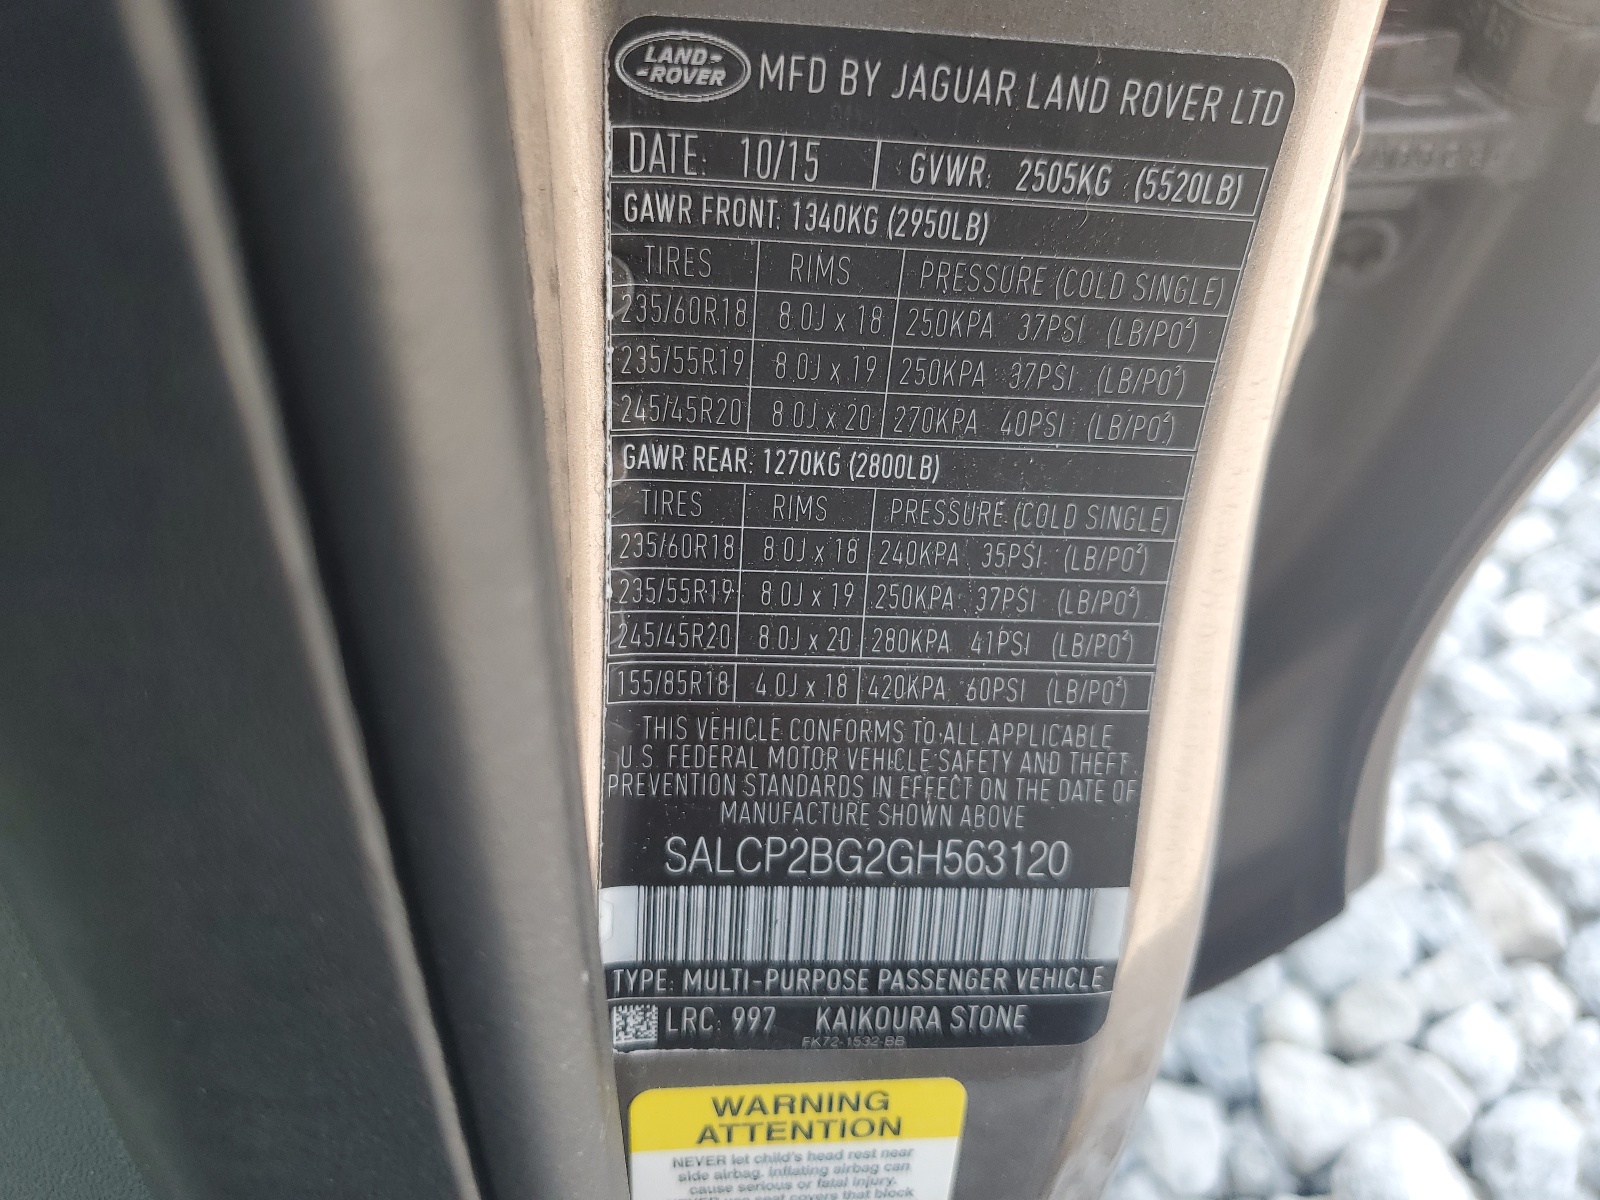 LAND-
-ROVER
MFD BY JAGUAR LAND ROVER LTD
DATE: 10/15 GVWR: 2505KG (5520LB)
GAWR FRONT: 1340KG (2950LB)
TIRES RIMS PRESSURE (COLD SINGLE)
235/60R18 8.0J x 18 250KPA 37PSI (LB/PO²)
235/55R19 8.0J x 19 250KPA 37PSI (LB/PO²)
245/45R20 8.0J x 20 270KPA 40PSI (LB/PO²)
GAWR REAR: 1270KG (2800LB)
TIRES RIMS PRESSURE (COLD SINGLE)
235/60R18 8.0J x 18 240KPA 35PSI (LB/PO²)
235/55R19 8.0J x 19 250KPA 37PSI (LB/PO²)
245/45R20 8.0J x 20 280KPA 41PSI (LB/PO²)
155/85R18 4.0J x 18 420KPA 60PSI (LB/PO²)
THIS VEHICLE CONFORMS TO ALL APPLICABLE
U.S. FEDERAL MOTOR VEHICLE SAFETY AND THEFT
PREVENTION STANDARDS IN EFFECT ON THE DATE OF
MANUFACTURE SHOWN ABOVE
SALCP2BG2GH563120
TYPE: MULTI-PURPOSE PASSENGER VEHICLE
LRC: 997 KAIKOURA STONE
FK72-1532-BB
WARNING
ATTENTION
NEVER let child's head rest near
side airbag. Inflating airbag can
cause serious or fatal injury.
NEVER use seat covers that block